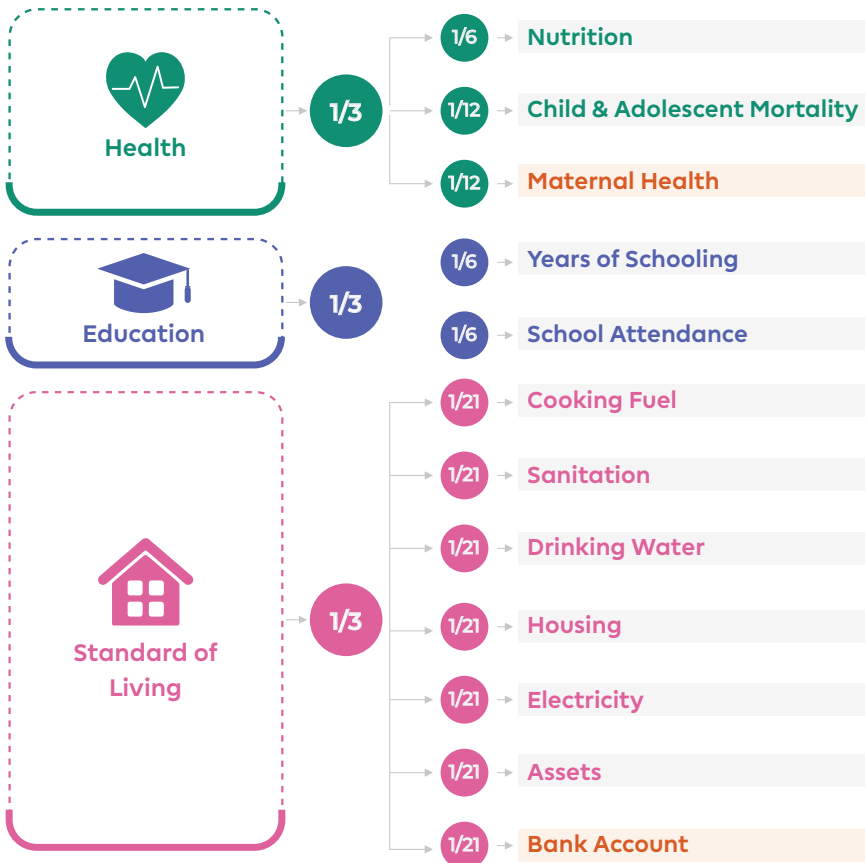 Health
1/3
1/6
Nutrition
1/12
Child & Adolescent Mortality
1/12
Maternal Health
Education
1/3
1/6
Years of Schooling
1/6
School Attendance
Standard of
Living
1/3
1/21
Cooking Fuel
1/21
Sanitation
1/21
Drinking Water
1/21
Housing
1/21
Electricity
1/21
Assets
1/21
Bank Account